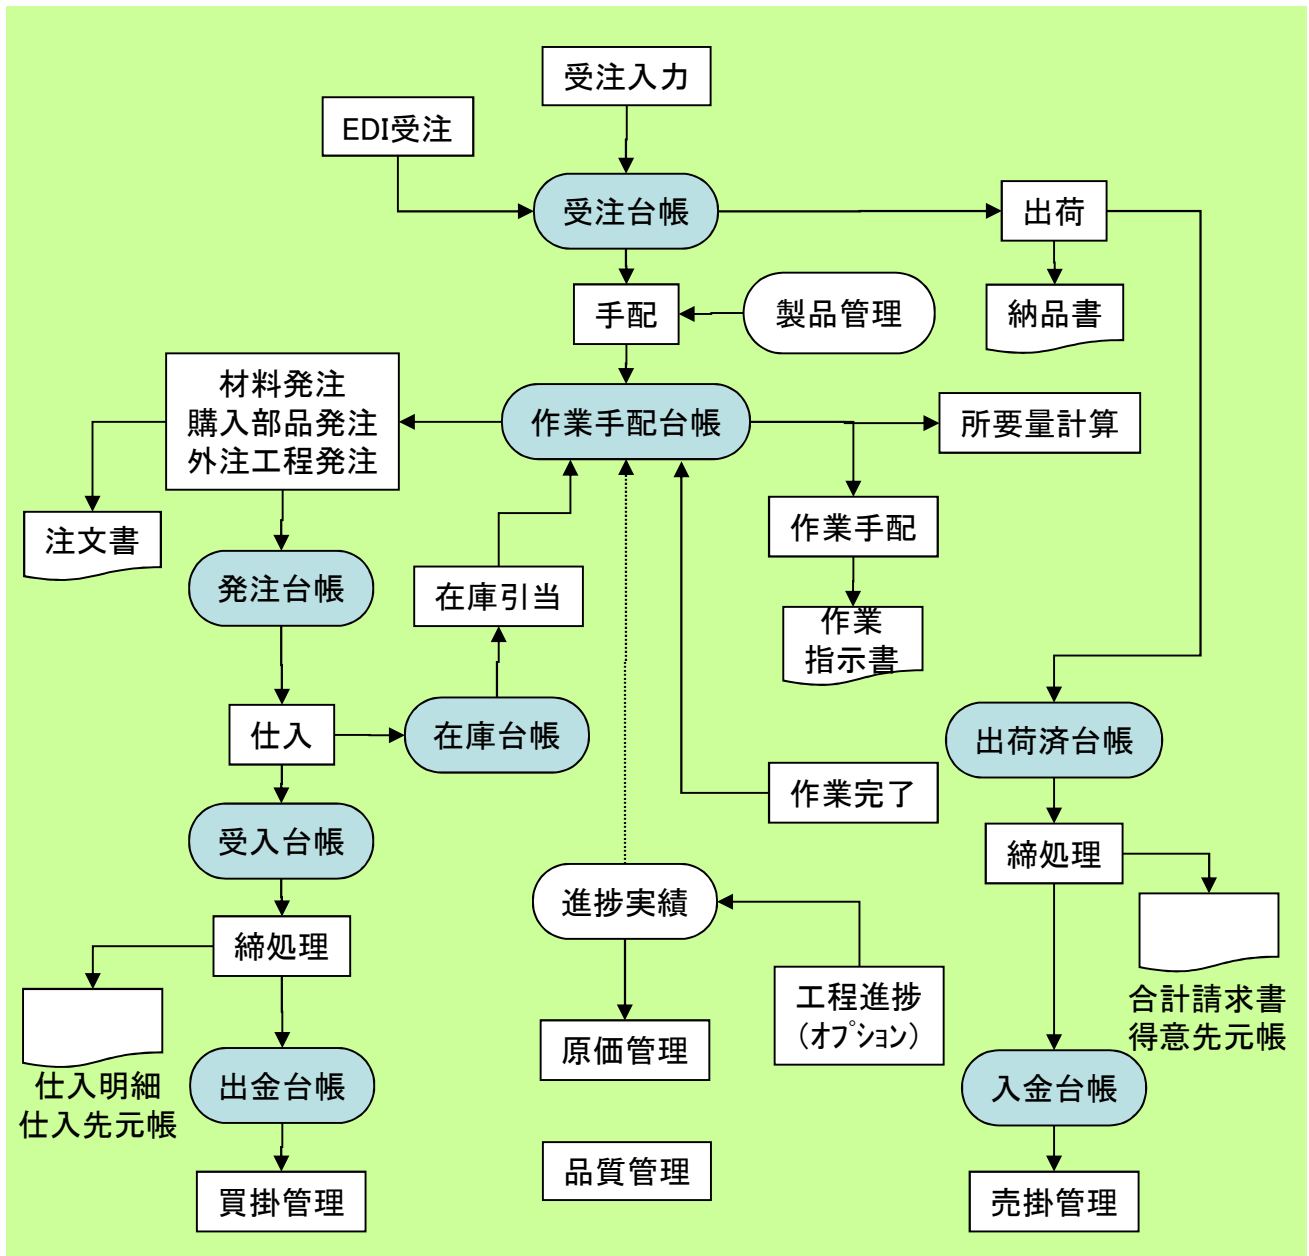 受注入力
EDI受注
受注台帳
出荷
手配
製品管理
納品書
材料発注
購入部品発注
外注工程発注
作業手配台帳
所要量計算
注文書
作業手配
発注台帳
在庫引当
作業
指示書
仕入
在庫台帳
出荷済台帳
作業完了
受入台帳
締処理
進捗実績
締処理
工程進捗
(ｵﾌﾟｼｮﾝ)
合計請求書
得意先元帳
原価管理
仕入明細
仕入先元帳
出金台帳
入金台帳
品質管理
買掛管理
売掛管理